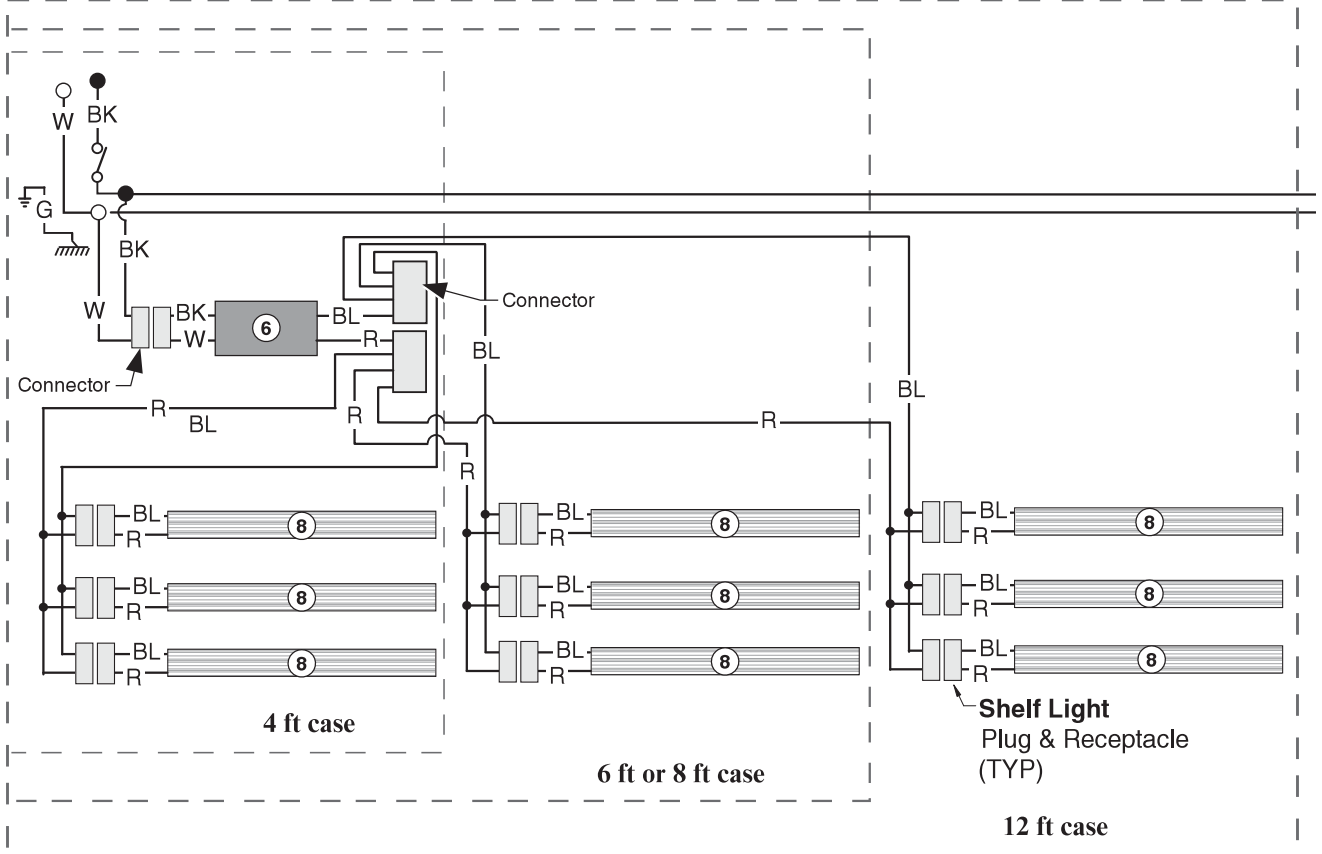 W
BK
G
BK
W
BK
W
6
BL
R
Connector
Connector
BL
BL
R
BL
R
R
R
BL
R
8
BL
R
8
BL
R
8
BL
R
8
BL
R
8
BL
R
8
BL
R
8
BL
R
8
BL
R
8
4 ft case
6 ft or 8 ft case
Shelf Light
Plug & Receptacle
(TYP)
12 ft case